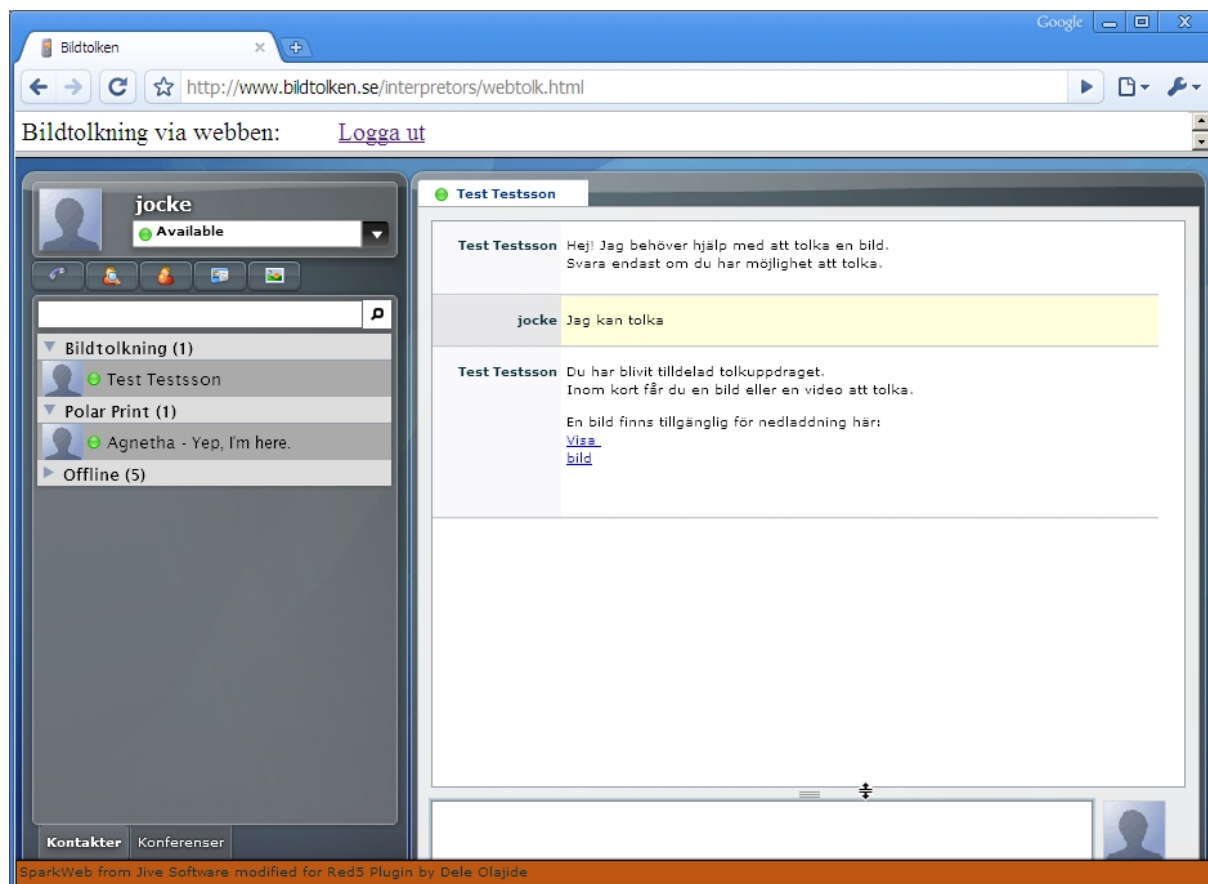 Google
Bildtolken
http://www.bildtolken.se/interpretors/webtolk.html
Bildtolkning via webben: Logga ut
jocke
Available
Bildtolkning (1)
Test Testsson
Polar Print (1)
Agnetha - Yep, I'm here.
Offline (5)
Kontakter Konferenser
Test Testsson
Test Testsson Hej! Jag behöver hjälp med att tolka en bild.
Svara endast om du har möjlighet att tolka.
jocke Jag kan tolka
Test Testsson Du har blivit tilldelad tolkuppdraget.
Inom kort får du en bild eller en video att tolka.
En bild finns tillgänglig för nedladdning här:
Visa
bild
SparkWeb from Jive Software modified for Red5 Plugin by Dele Olajide